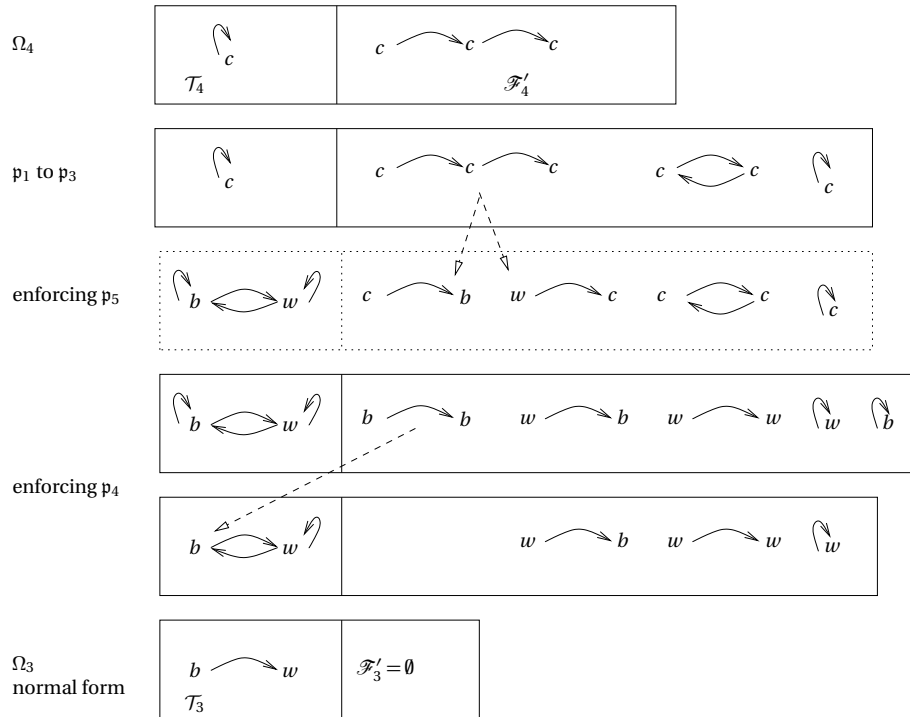 Ω₄ c c c c
𝒯₄ ℱ′₄
𝔭₁ to 𝔭₃ c c c c c c c
enforcing 𝔭₅ b w c b w c c c c
b w b b w b w w w b
enforcing 𝔭₄
b w w b w w w
Ω₃ b w ℱ′₃ = ∅
normal form
𝒯₃